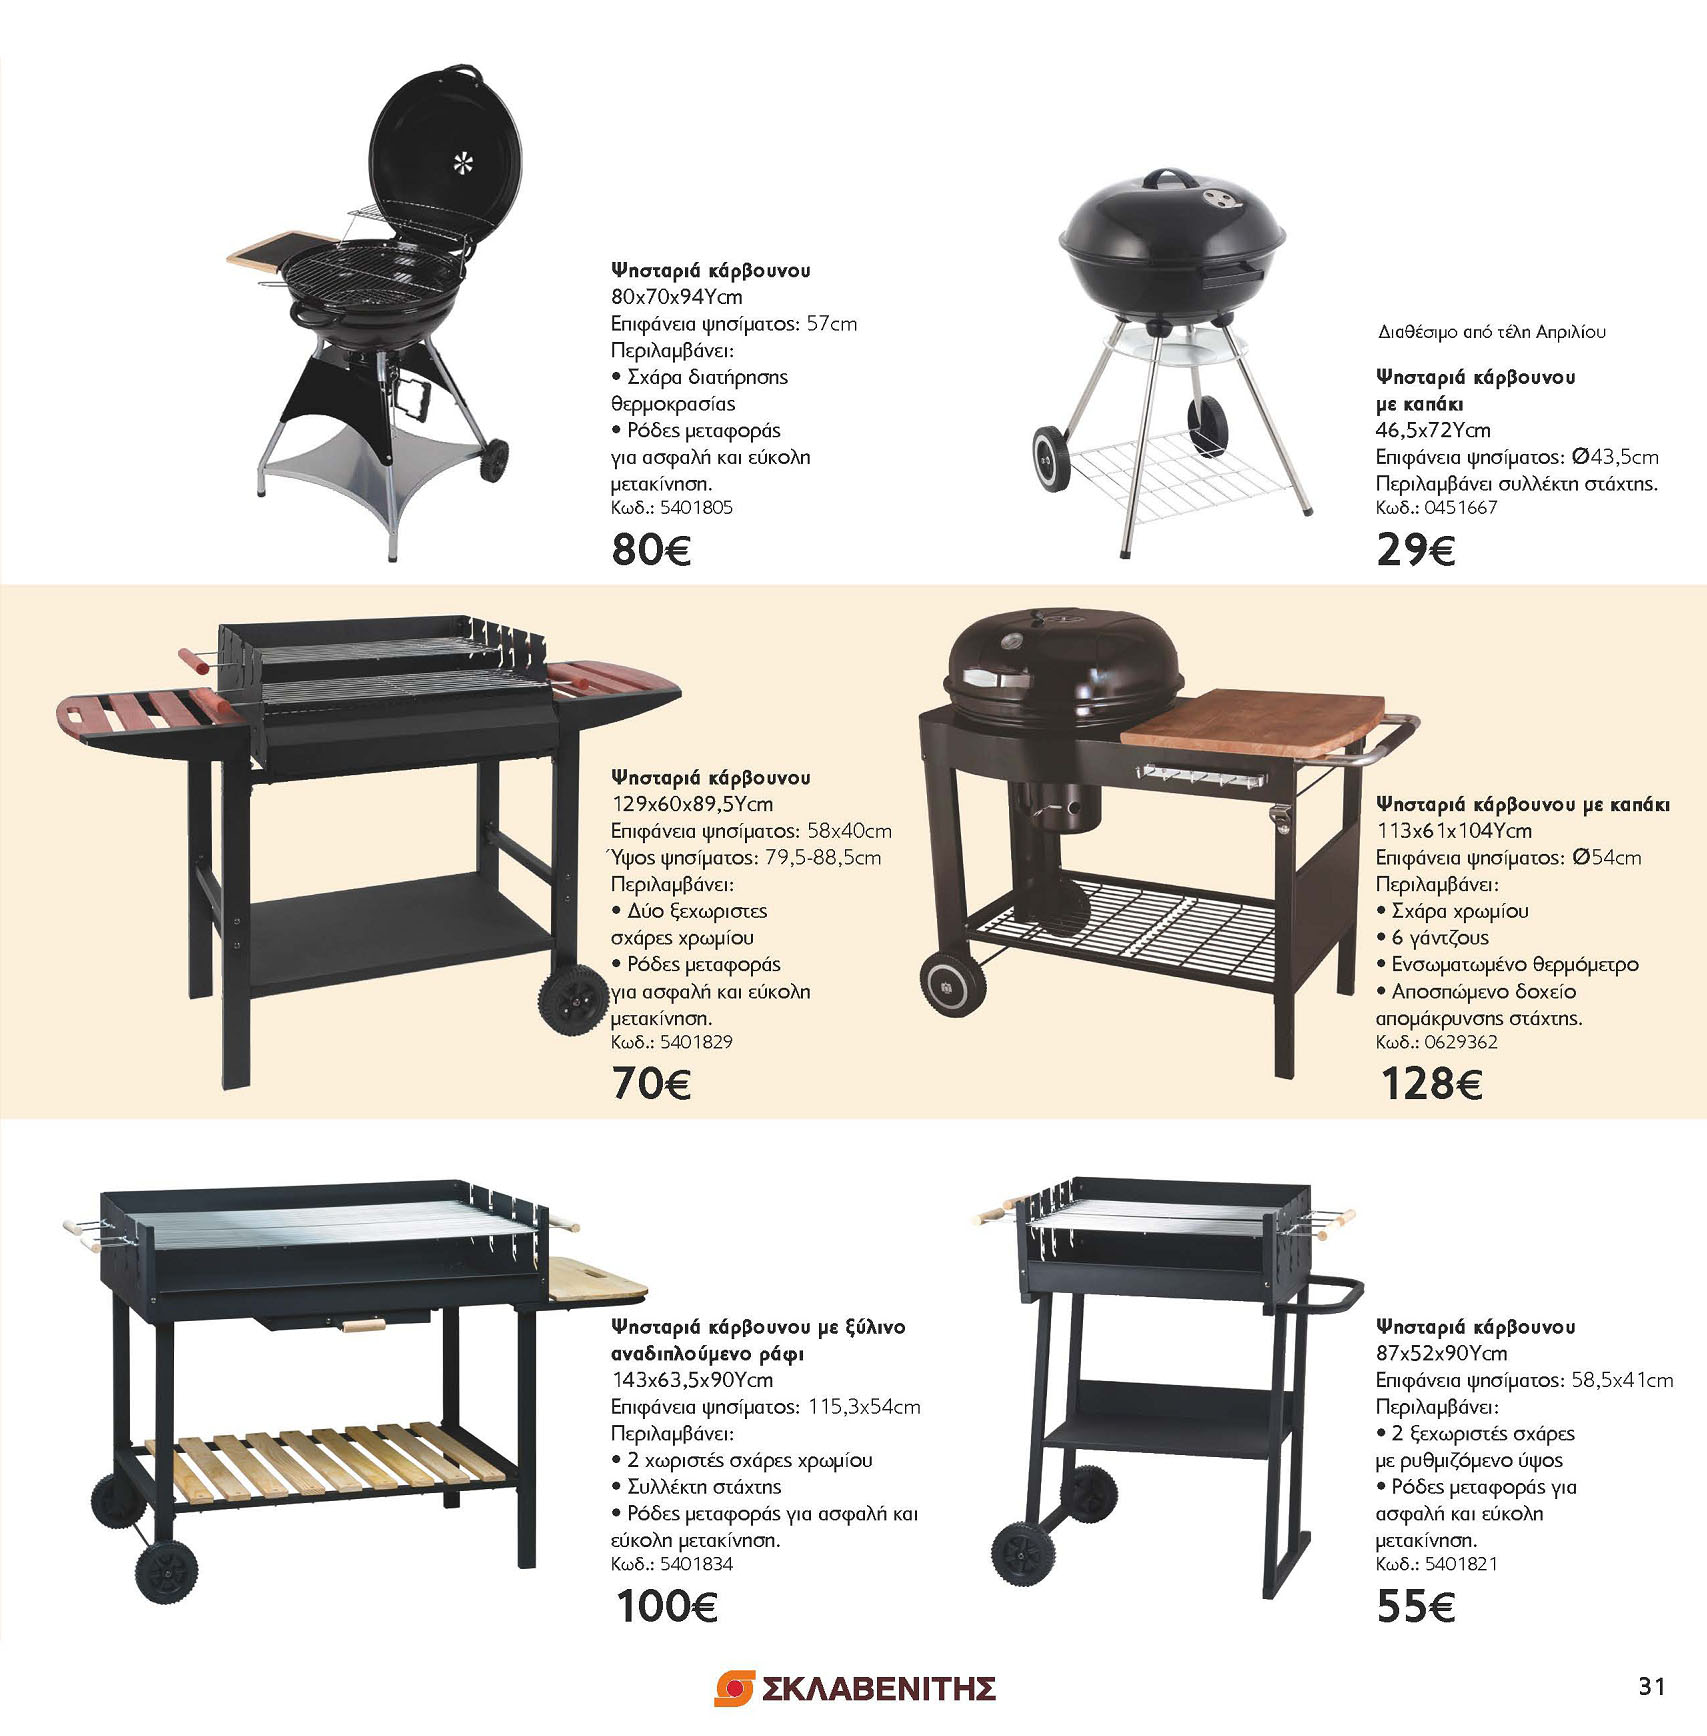 Ψησταριά κάρβουνου
80x70x94Υcm
Επιφάνεια ψησίματος: 57cm
Περιλαμβάνει:
• Σχάρα διατήρησης
θερμοκρασίας
• Ρόδες μεταφοράς
για ασφαλή και εύκολη
μετακίνηση.
Κωδ.: 5401805
80€
Διαθέσιμο από τέλη Απριλίου
Ψησταριά κάρβουνου
με καπάκι
46,5x72Υcm
Επιφάνεια ψησίματος: Ø43,5cm
Περιλαμβάνει συλλέκτη στάχτης.
Κωδ.: 0451667
29€
Ψησταριά κάρβουνου
129x60x89,5Υcm
Επιφάνεια ψησίματος: 58x40cm
Ύψος ψησίματος: 79,5-88,5cm
Περιλαμβάνει:
• Δύο ξεχωριστες
σχάρες χρωμίου
• Ρόδες μεταφοράς
για ασφαλή και εύκολη
μετακίνηση.
Κωδ.: 5401829
70€
Ψησταριά κάρβουνου με καπάκι
113x61x104Υcm
Επιφάνεια ψησίματος: Ø54cm
Περιλαμβάνει:
• Σχάρα χρωμίου
• 6 γάντζους
• Ενσωματωμένο θερμόμετρο
• Αποσπώμενο δοχείο
απομάκρυνσης στάχτης.
Κωδ.: 0629362
128€
Ψησταριά κάρβουνου με ξύλινο
αναδιπλούμενο ράφι
143x63,5x90Υcm
Επιφάνεια ψησίματος: 115,3x54cm
Περιλαμβάνει:
• 2 χωριστές σχάρες χρωμίου
• Συλλέκτη στάχτης
• Ρόδες μεταφοράς για ασφαλή και
εύκολη μετακίνηση.
Κωδ.: 5401834
100€
Ψησταριά κάρβουνου
87x52x90Υcm
Επιφάνεια ψησίματος: 58,5x41cm
Περιλαμβάνει:
• 2 ξεχωριστές σχάρες
με ρυθμιζόμενο ύψος
• Ρόδες μεταφοράς για
ασφαλή και εύκολη
μετακίνηση.
Κωδ.: 5401821
55€
ΣΚΛΑΒΕΝΙΤΗΣ
31